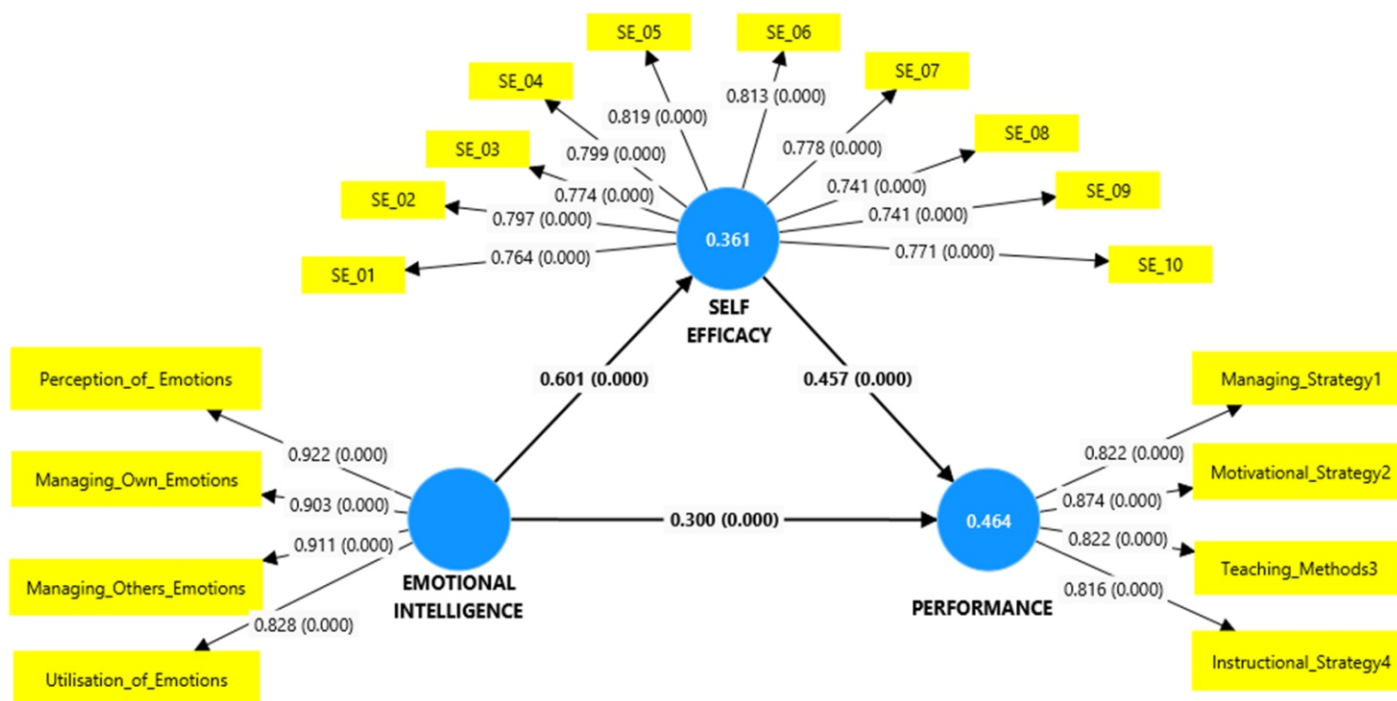 SE_05
SE_06
SE_04
SE_07
0.819 (0.000)
0.813 (0.000)
SE_03
0.799 (0.000)
0.778 (0.000)
SE_08
SE_02
0.774 (0.000)
0.741 (0.000)
SE_09
0.797 (0.000)
0.741 (0.000)
SE_01
0.764 (0.000)
0.361
0.771 (0.000)
SE_10
SELF
EFFICACY
Perception_of_ Emotions
0.601 (0.000)
0.457 (0.000)
Managing_Strategy1
0.922 (0.000)
0.822 (0.000)
Managing_Own_Emotions
Motivational_Strategy2
0.903 (0.000)
0.874 (0.000)
0.300 (0.000)
0.464
0.911 (0.000)
0.822 (0.000)
Managing_Others_Emotions
Teaching_Methods3
EMOTIONAL
INTELLIGENCE
PERFORMANCE
0.828 (0.000)
0.816 (0.000)
Utilisation_of_Emotions
Instructional_Strategy4